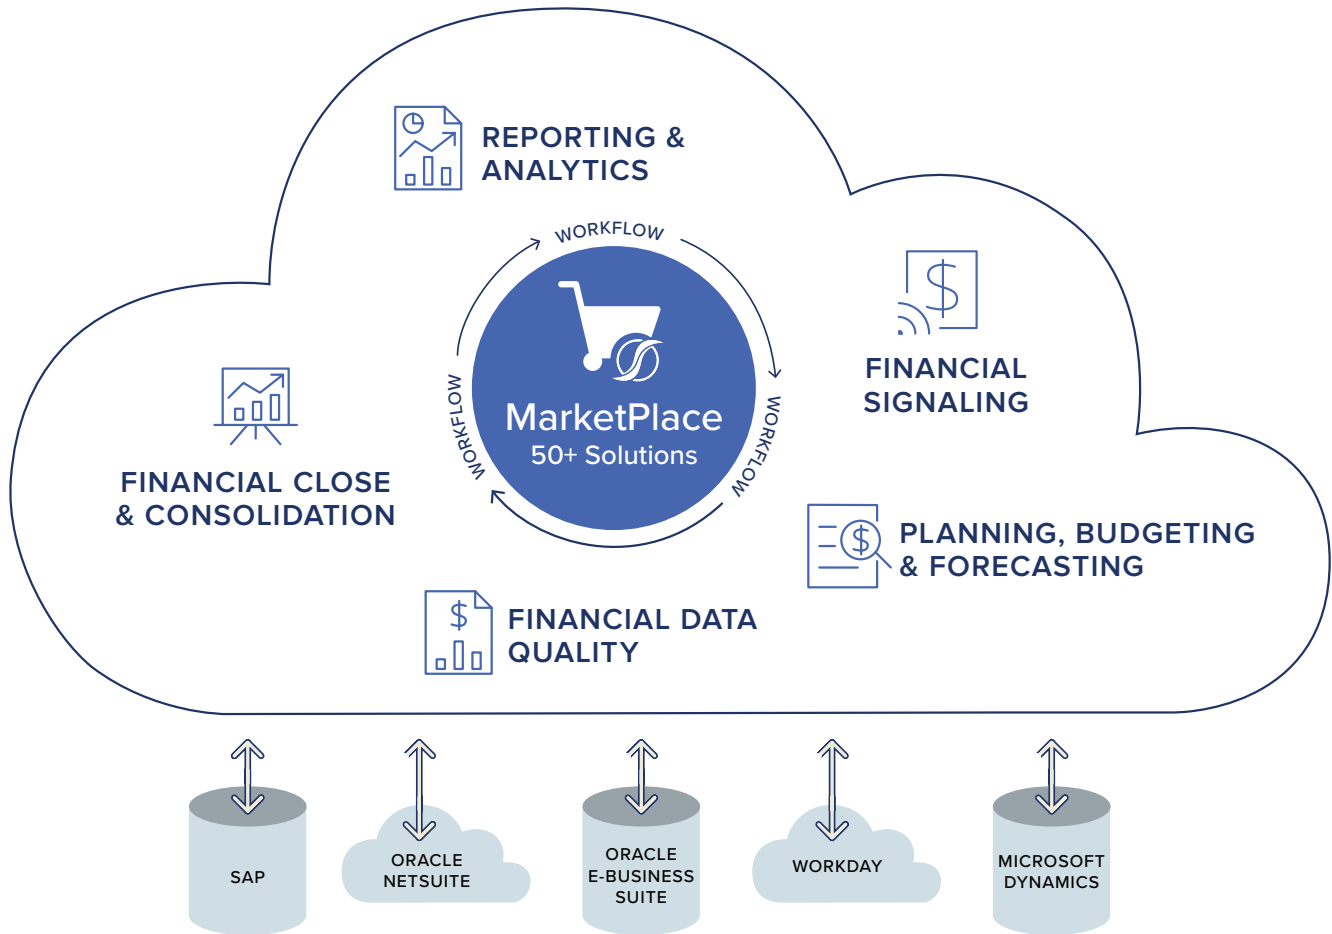 REPORTING &
ANALYTICS
WORKFLOW
WORKFLOW
WORKFLOW
MarketPlace
50+ Solutions
FINANCIAL
SIGNALING
FINANCIAL CLOSE
& CONSOLIDATION
PLANNING, BUDGETING
& FORECASTING
FINANCIAL DATA
QUALITY
SAP
ORACLE
NETSUITE
ORACLE
E-BUSINESS
SUITE
WORKDAY
MICROSOFT
DYNAMICS